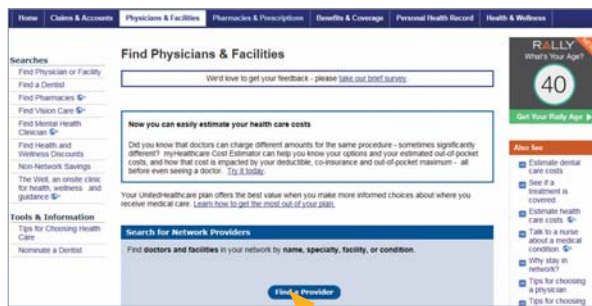 Home Claims & Accounts Physicians & Facilities Pharmacies & Prescriptions Benefits & Coverage Personal Health Record Health & Wellness
Searches
Find Physician or Facility
Find a Dentist
Find Pharmacies
Find Vision Care
Find Mental Health
Clinician
Find Health and
Wellness Discounts
Non-Network Savings
The Well, an onsite clinic
for health, wellness and
guidance
Tools & Information
Tips for Choosing Health
Care
Nominate a Dentist
Find Physicians & Facilities
We'd love to get your feedback - please take our brief survey.
Now you can easily estimate your health care costs
Did you know that doctors can charge different amounts for the same procedure - sometimes significantly
different? myHealthcare Cost Estimator can help you know your options and your estimated out-of-pocket
costs, and how that cost is impacted by your deductible, co-insurance and out-of-pocket maximum - all
before even seeing a doctor. Try it today.
Your UnitedHealthcare plan offers the best value when you make more informed choices about where you
receive medical care. Learn how to get the most out of your plan.
Search for Network Providers
Find doctors and facilities in your network by name, specialty, facility, or condition.
Find a Provider
RALLY
What's Your Age?
40
Get Your Rally Age
Also See
Estimate dental
care costs
See if a
treatment is
covered
Estimate health
care costs
Talk to a nurse
about a medical
condition
Why stay in
network?
Tips for choosing
a physician
Tips for choosing